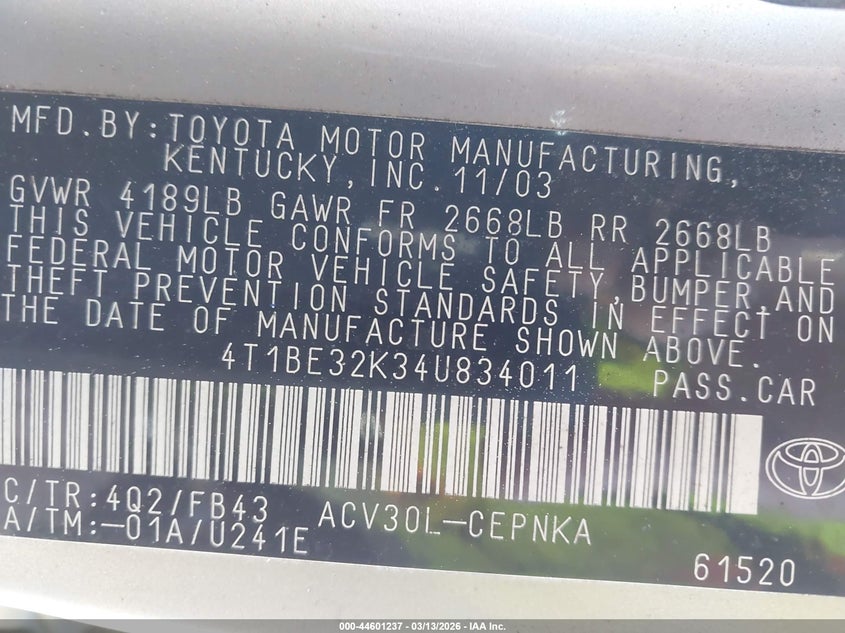 MFD.BY:TOYOTA MOTOR MANUFACTURING,
KENTUCKY,INC.11/03
GVWR 4189LB GAWR FR 2668LB RR 2668LB
THIS VEHICLE CONFORMS TO ALL APPLICABLE
FEDERAL MOTOR VEHICLE SAFETY,BUMPER,AND
THEFT PREVENTION STANDARDS IN EFFECT ON
THE DATE OF MANUFACTURE SHOWN ABOVE.
4T1BE32K34U834011 PASS.CAR
C/TR:4Q2/FB43 ACV30L-CEPNKA
A/TM:-01A/U241E
61520
000-44601237 - 03/13/2026 - IAA Inc.